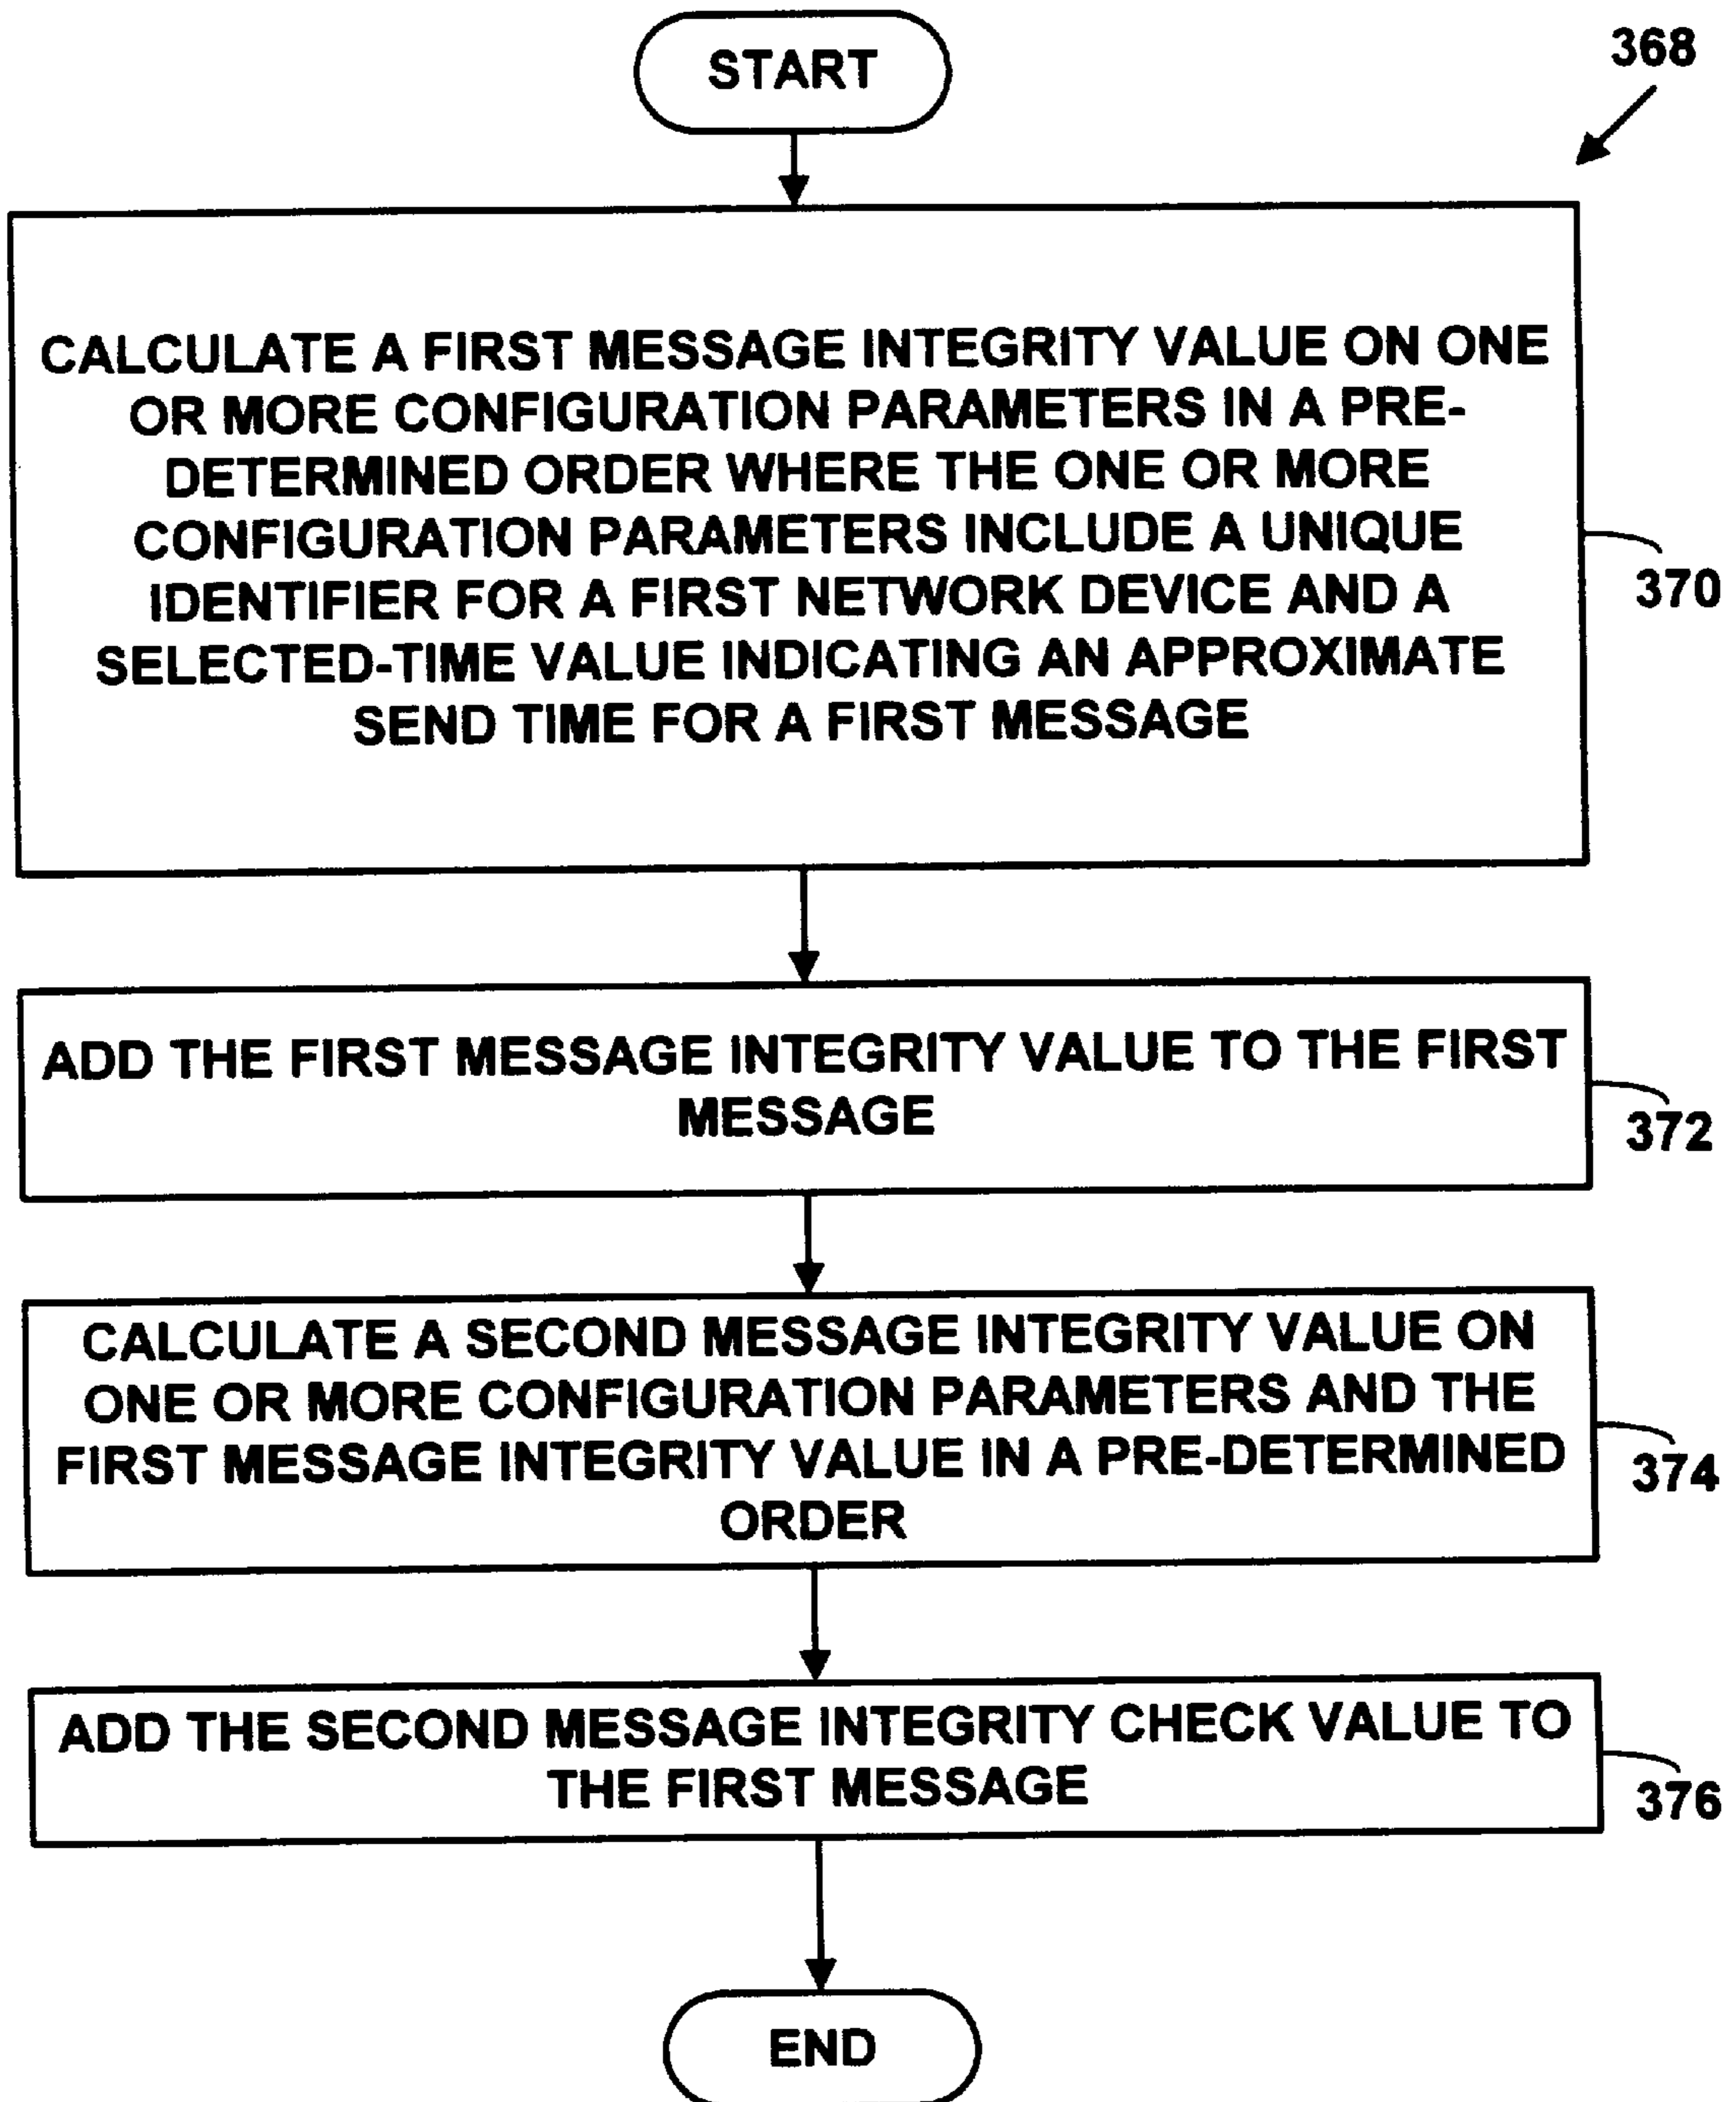 START
368
CALCULATE A FIRST MESSAGE INTEGRITY VALUE ON ONE
OR MORE CONFIGURATION PARAMETERS IN A PRE-
DETERMINED ORDER WHERE THE ONE OR MORE
CONFIGURATION PARAMETERS INCLUDE A UNIQUE
IDENTIFIER FOR A FIRST NETWORK DEVICE AND A
SELECTED-TIME VALUE INDICATING AN APPROXIMATE
SEND TIME FOR A FIRST MESSAGE
370
ADD THE FIRST MESSAGE INTEGRITY VALUE TO THE FIRST
MESSAGE
372
CALCULATE A SECOND MESSAGE INTEGRITY VALUE ON
ONE OR MORE CONFIGURATION PARAMETERS AND THE
FIRST MESSAGE INTEGRITY VALUE IN A PRE-DETERMINED
ORDER
374
ADD THE SECOND MESSAGE INTEGRITY CHECK VALUE TO
THE FIRST MESSAGE
376
END